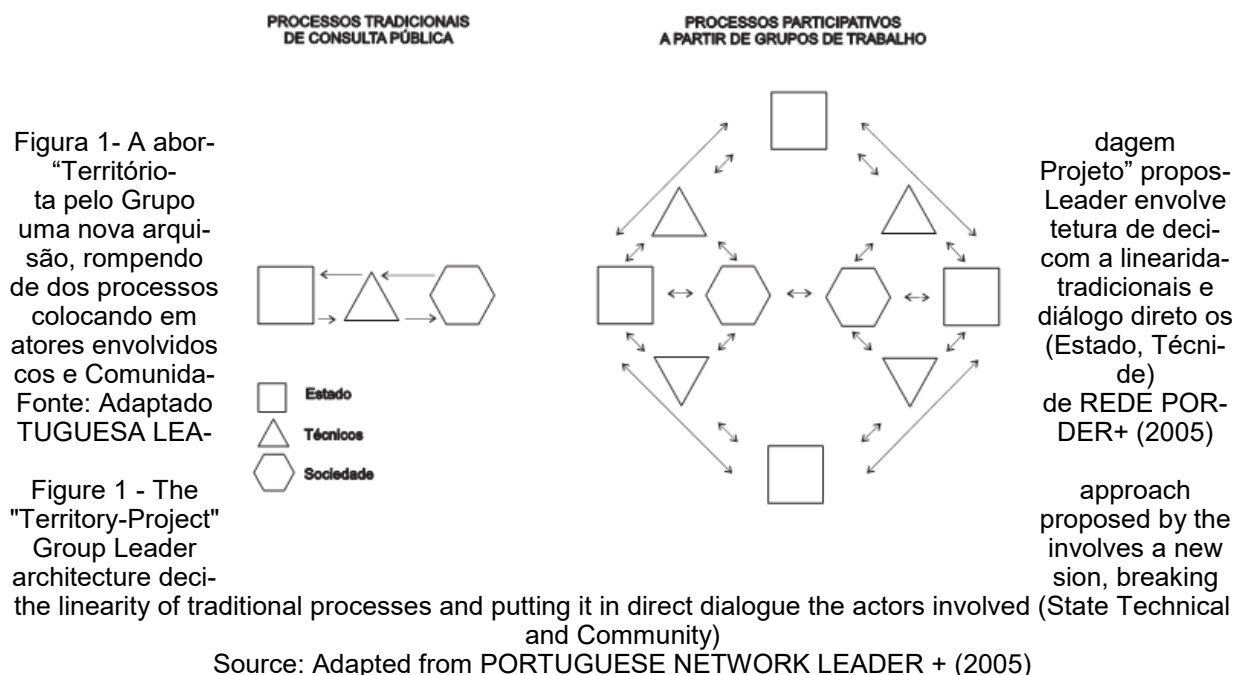 PROCESSOS TRADICIONAIS
DE CONSULTA PÚBLICA
PROCESSOS PARTICIPATIVOS
A PARTIR DE GRUPOS DE TRABALHO
Figura 1- A abor- dagem
“Território- Projeto” propos-
ta pelo Grupo Leader envolve
uma nova arqui- tetura de deci-
são, rompendo com a linearida-
de dos processos tradicionais e
colocando em diálogo direto os
atores envolvidos (Estado, Técni-
cos e Comunida- de)
Fonte: Adaptado de REDE POR-
TUGUESA LEA- DER+ (2005)
Estado
Técnicos
Sociedade
Figure 1 - The approach
"Territory-Project" proposed by the
Group Leader involves a new
architecture deci- sion, breaking
the linearity of traditional processes and putting it in direct dialogue the actors involved (State Technical
and Community)
Source: Adapted from PORTUGUESE NETWORK LEADER + (2005)